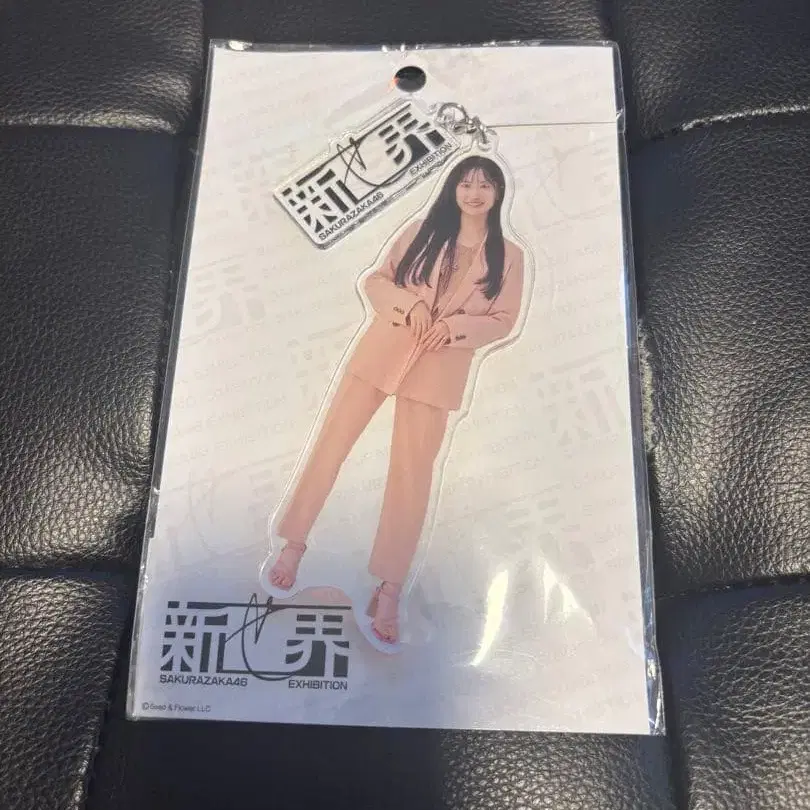 新世界
SAKURAZAKA46 EXHIBITION
新世界
SAKURAZAKA46 EXHIBITION
©Seed & Flower LLC